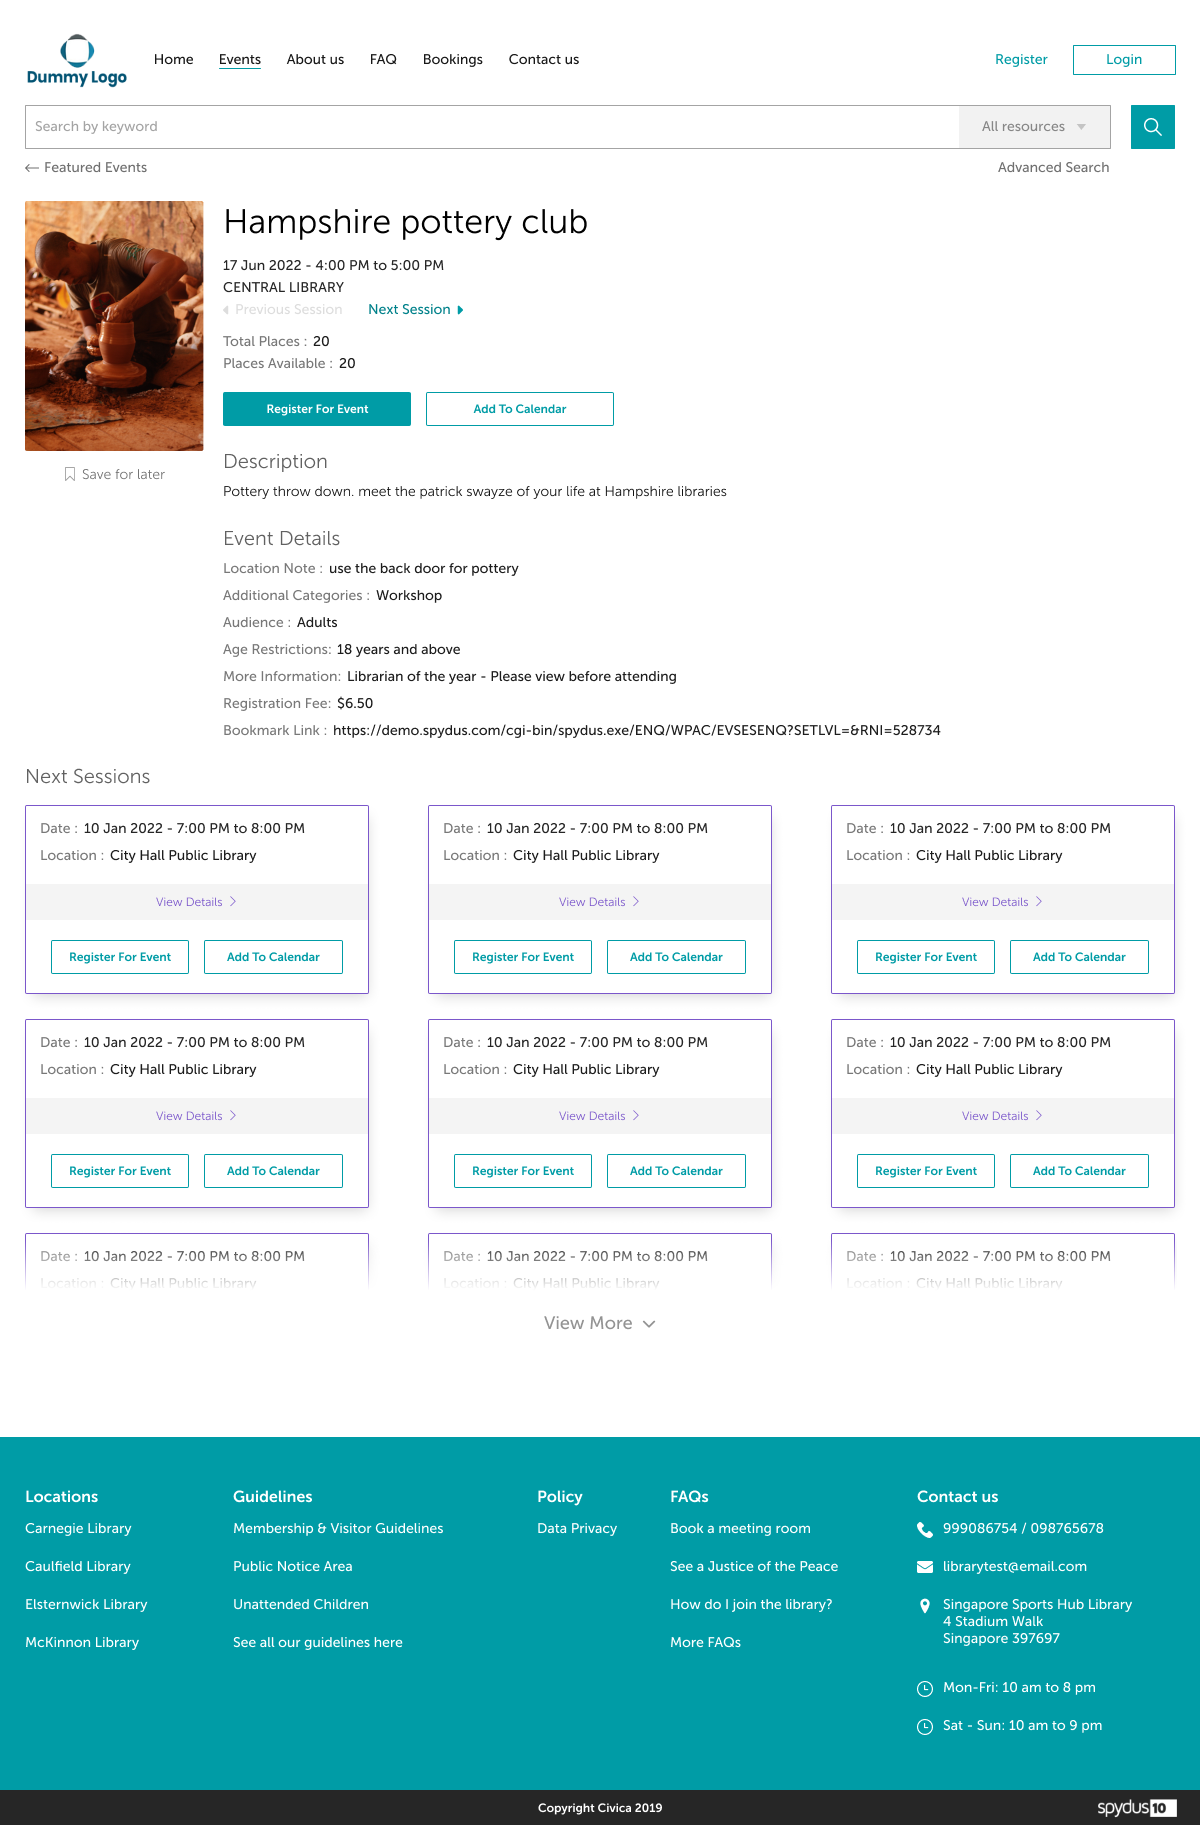 Dummy Logo
Home Events About us FAQ Bookings Contact us Register Login
Search by keyword All resources
Featured Events Advanced Search
Hampshire pottery club
17 Jun 2022 - 4:00 PM to 5:00 PM
CENTRAL LIBRARY
Previous Session Next Session
Total Places : 20
Places Available : 20
Register For Event Add To Calendar
Save for later
Description
Pottery throw down. meet the patrick swayze of your life at Hampshire libraries
Event Details
Location Note : use the back door for pottery
Additional Categories : Workshop
Audience : Adults
Age Restrictions: 18 years and above
More Information: Librarian of the year - Please view before attending
Registration Fee: $6.50
Bookmark Link : https://demo.spydus.com/cgi-bin/spydus.exe/ENQ/WPAC/EVSESENQ?SETLVL=&RNI=528734
Next Sessions
Date : 10 Jan 2022 - 7:00 PM to 8:00 PM
Location : City Hall Public Library
View Details
Register For Event Add To Calendar
Date : 10 Jan 2022 - 7:00 PM to 8:00 PM
Location : City Hall Public Library
View Details
Register For Event Add To Calendar
Date : 10 Jan 2022 - 7:00 PM to 8:00 PM
Location : City Hall Public Library
View Details
Register For Event Add To Calendar
Date : 10 Jan 2022 - 7:00 PM to 8:00 PM
Location : City Hall Public Library
View Details
Register For Event Add To Calendar
Date : 10 Jan 2022 - 7:00 PM to 8:00 PM
Location : City Hall Public Library
View Details
Register For Event Add To Calendar
Date : 10 Jan 2022 - 7:00 PM to 8:00 PM
Location : City Hall Public Library
View Details
Register For Event Add To Calendar
Date : 10 Jan 2022 - 7:00 PM to 8:00 PM
Location : City Hall Public Library
Date : 10 Jan 2022 - 7:00 PM to 8:00 PM
Location : City Hall Public Library
Date : 10 Jan 2022 - 7:00 PM to 8:00 PM
Location : City Hall Public Library
View More
Locations
Carnegie Library
Caulfield Library
Elsternwick Library
McKinnon Library
Guidelines
Membership & Visitor Guidelines
Public Notice Area
Unattended Children
See all our guidelines here
Policy
Data Privacy
FAQs
Book a meeting room
See a Justice of the Peace
How do I join the library?
More FAQs
Contact us
999086754 / 098765678
librarytest@email.com
Singapore Sports Hub Library
4 Stadium Walk
Singapore 397697
Mon-Fri: 10 am to 8 pm
Sat - Sun: 10 am to 9 pm
Copyright Civica 2019
spydus10